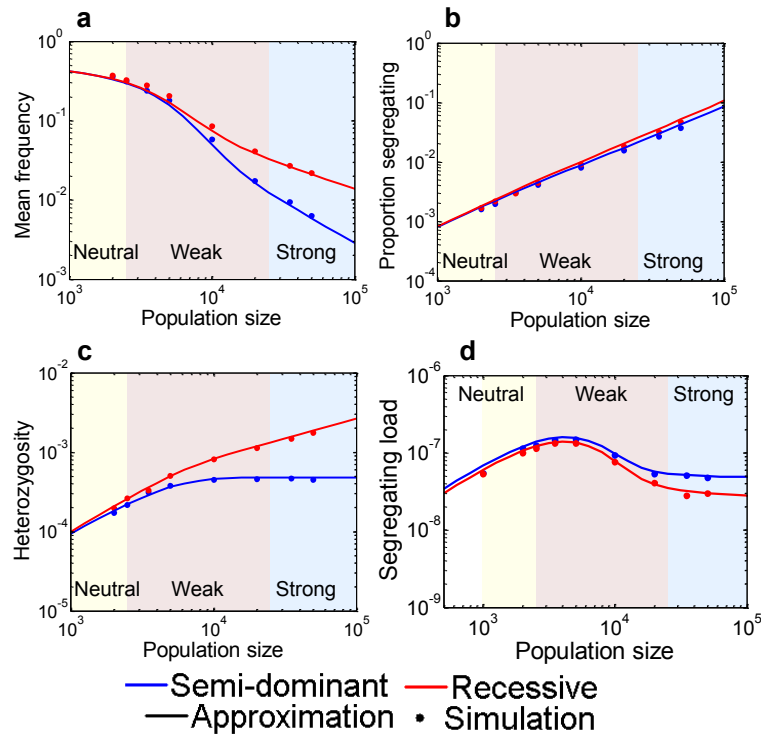 a
Mean frequency
10^0
10^-1
10^-2
10^-3
Neutral Weak Strong
10^3 10^4 10^5
Population size
b
Proportion segregating
10^0
10^-1
10^-2
10^-3
10^-4
Neutral Weak Strong
10^3 10^4 10^5
Population size
c
Heterozygosity
10^-2
10^-3
10^-4
10^-5
Neutral Weak Strong
10^3 10^4 10^5
Population size
d
Segregating load
10^-6
10^-7
10^-8
10^-9
Neutral Weak Strong
10^3 10^4 10^5
Population size
Semi-dominant Recessive
Approximation Simulation